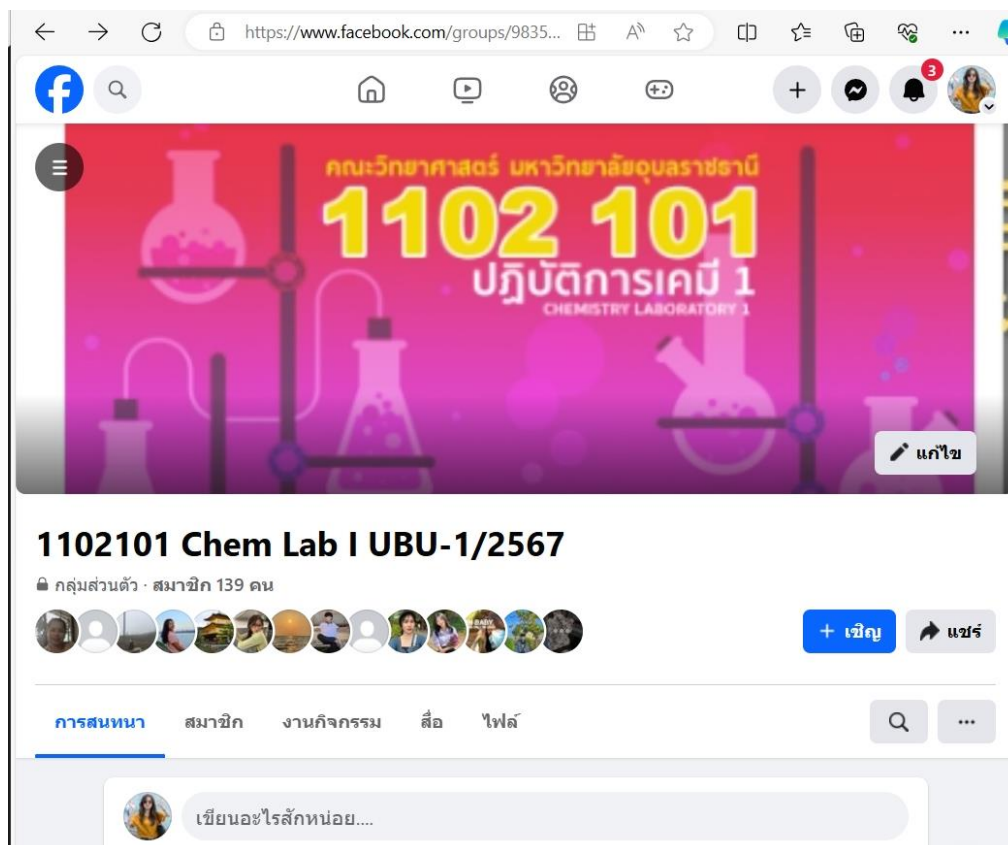 https://www.facebook.com/groups/9835...
3
คณะวิทยาศาสตร์ มหาวิทยาลัยอุบลราชธานี
1102 101
ปฏิบัติการเคมี 1
CHEMISTRY LABORATORY 1
แก้ไข
1102101 Chem Lab I UBU-1/2567
กลุ่มส่วนตัว · สมาชิก 139 คน
เชิญ แชร์
การสนทนา สมาชิก งานกิจกรรม สื่อ ไฟล์
เขียนอะไรสักหน่อย....